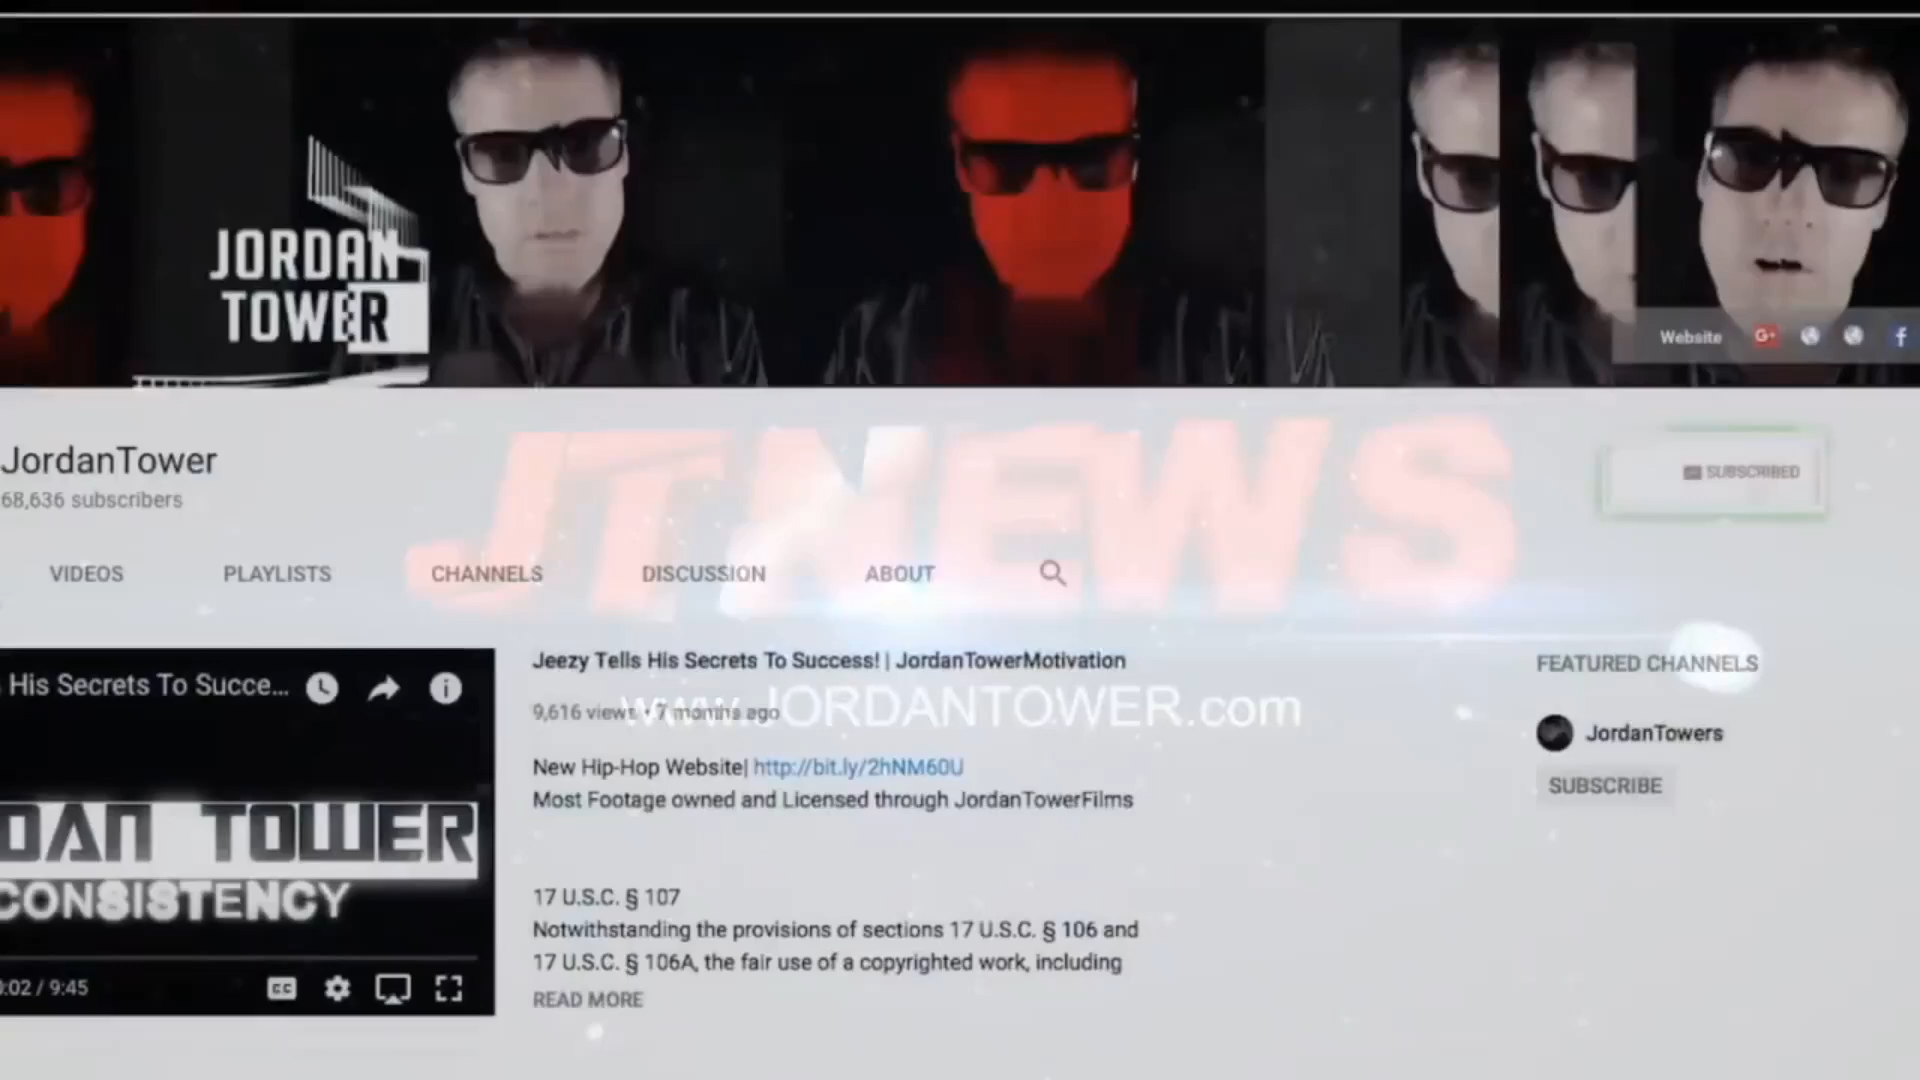 JORDAN
TOWER
Website
G+
f
JordanTower
68,636 subscribers
SUBSCRIBED
JTNEWS
VIDEOS
PLAYLISTS
CHANNELS
DISCUSSION
ABOUT
His Secrets To Succe...
DAN TOWER
CONSISTENCY
:02 / 9:45
CC
Jeezy Tells His Secrets To Success! | JordanTowerMotivation
9,616 views • 7 months ago
www.JORDANTOWER.com
New Hip-Hop Website| http://bit.ly/2hNM60U
Most Footage owned and Licensed through JordanTowerFilms
17 U.S.C. § 107
Notwithstanding the provisions of sections 17 U.S.C. § 106 and
17 U.S.C. § 106A, the fair use of a copyrighted work, including
READ MORE
FEATURED CHANNELS
JordanTowers
SUBSCRIBE